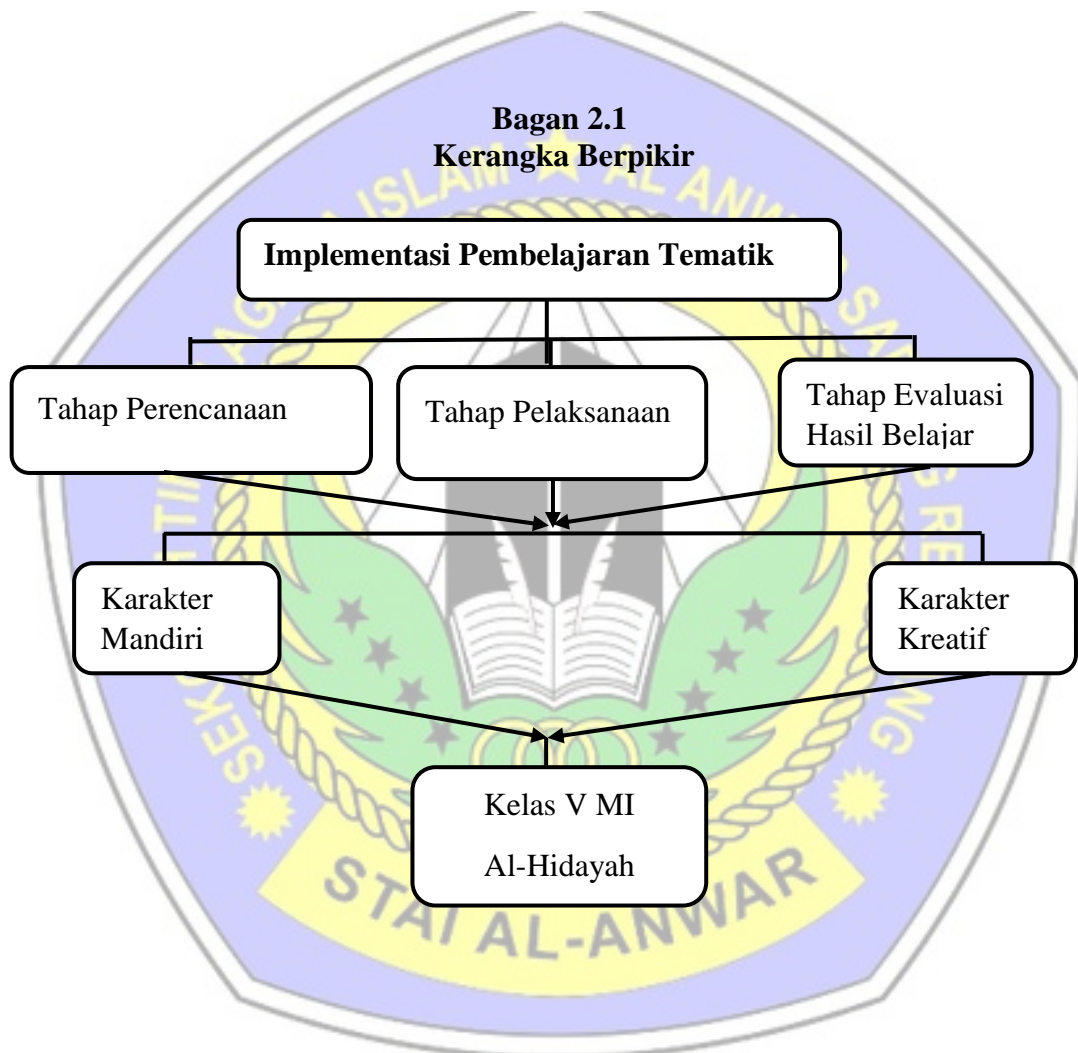 Bagan 2.1
Kerangka Berpikir
Implementasi Pembelajaran Tematik
Tahap Perencanaan
Tahap Pelaksanaan
Tahap Evaluasi
Hasil Belajar
Karakter
Mandiri
Karakter
Kreatif
Kelas V MI
Al-Hidayah
ISLAM
STAI AL-ANWAR